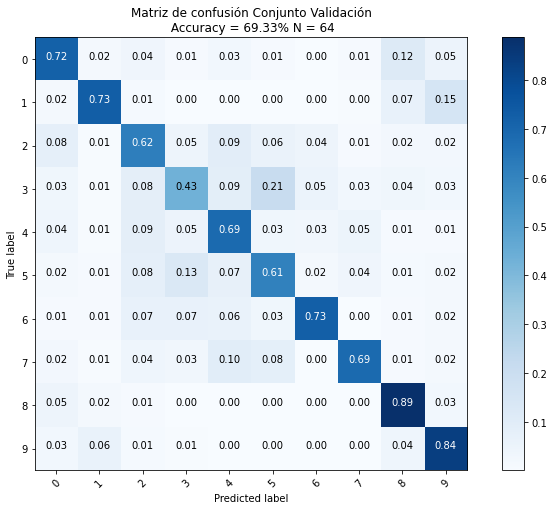 Matriz de confusión Conjunto Validación
Accuracy = 69.33% N = 64
0 0.72 0.02 0.04 0.01 0.03 0.01 0.00 0.01 0.12 0.05
1 0.02 0.73 0.01 0.00 0.00 0.00 0.00 0.00 0.07 0.15
2 0.08 0.01 0.62 0.05 0.09 0.06 0.04 0.01 0.02 0.02
3 0.03 0.01 0.08 0.43 0.09 0.21 0.05 0.03 0.04 0.03
4 0.04 0.01 0.09 0.05 0.69 0.03 0.03 0.05 0.01 0.01
5 0.02 0.01 0.08 0.13 0.07 0.61 0.02 0.04 0.01 0.02
6 0.01 0.01 0.07 0.07 0.06 0.03 0.73 0.00 0.01 0.02
7 0.02 0.01 0.04 0.03 0.10 0.08 0.00 0.69 0.01 0.02
8 0.05 0.02 0.01 0.00 0.00 0.00 0.00 0.00 0.89 0.03
9 0.03 0.06 0.01 0.01 0.00 0.00 0.00 0.00 0.04 0.84
0 1 2 3 4 5 6 7 8 9
Predicted label
True label
0.8
0.7
0.6
0.5
0.4
0.3
0.2
0.1